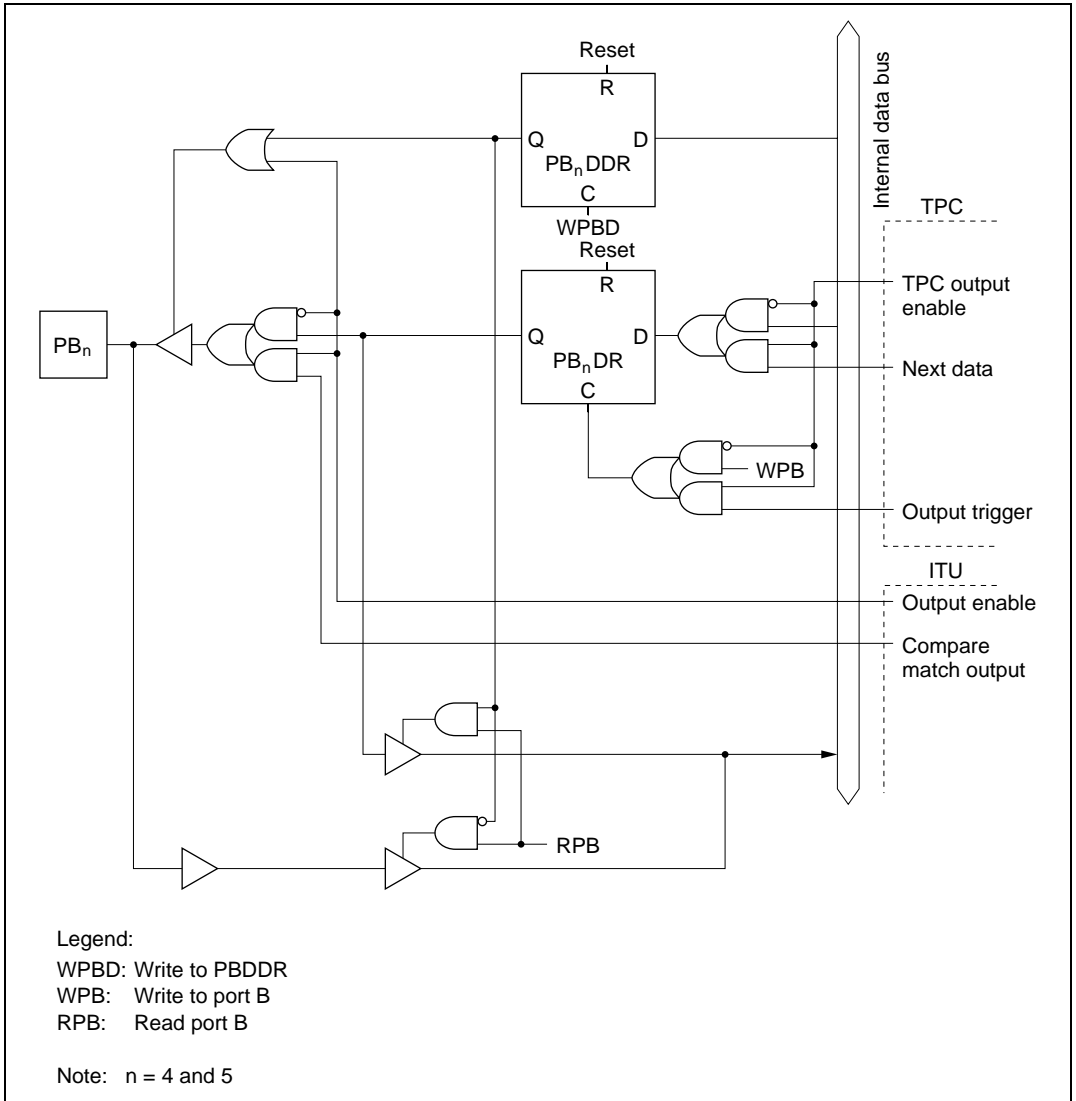 Reset
R
Q
D
PBnDDR
C
WPBD
Internal data bus
TPC
Reset
R
TPC output
enable
PBn
Q
D
PBnDR
C
Next data
WPB
Output trigger
ITU
Output enable
Compare
match output
RPB
Legend:
WPBD: Write to PBDDR
WPB: Write to port B
RPB: Read port B
Note: n = 4 and 5